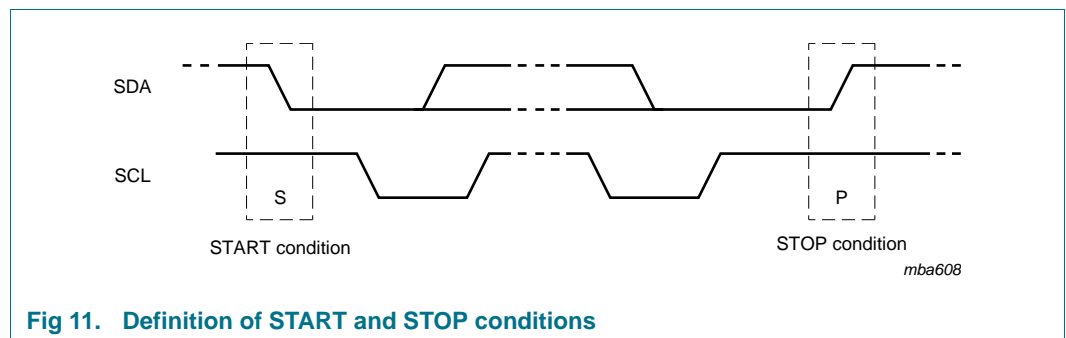 SDA
SCL
S
P
START condition
STOP condition
mba608
Fig 11. Definition of START and STOP conditions